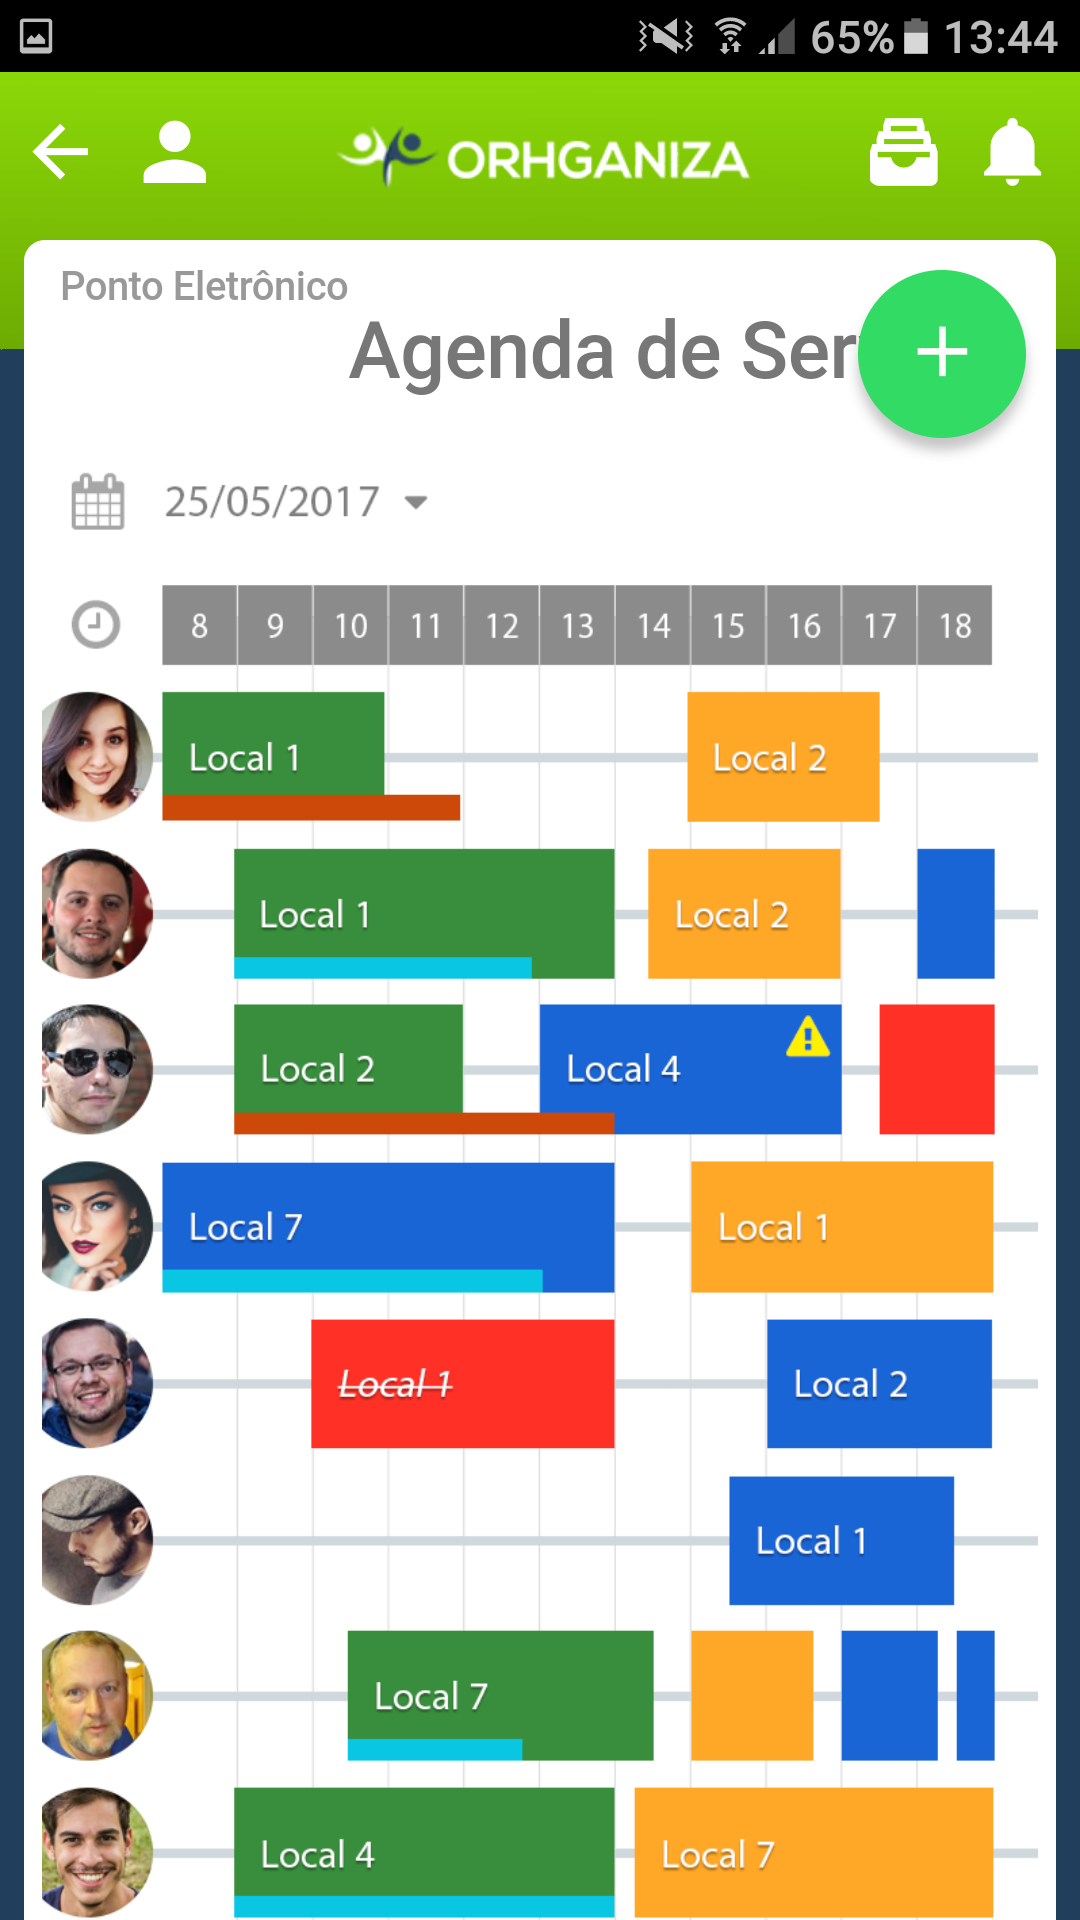 65% 13:44
ORHGANIZA
Ponto Eletrônico
Agenda de Ser
25/05/2017
8 9 10 11 12 13 14 15 16 17 18
Local 1 Local 2
Local 1 Local 2
Local 2 Local 4
Local 7 Local 1
Local 1 Local 2
Local 1
Local 7
Local 4 Local 7